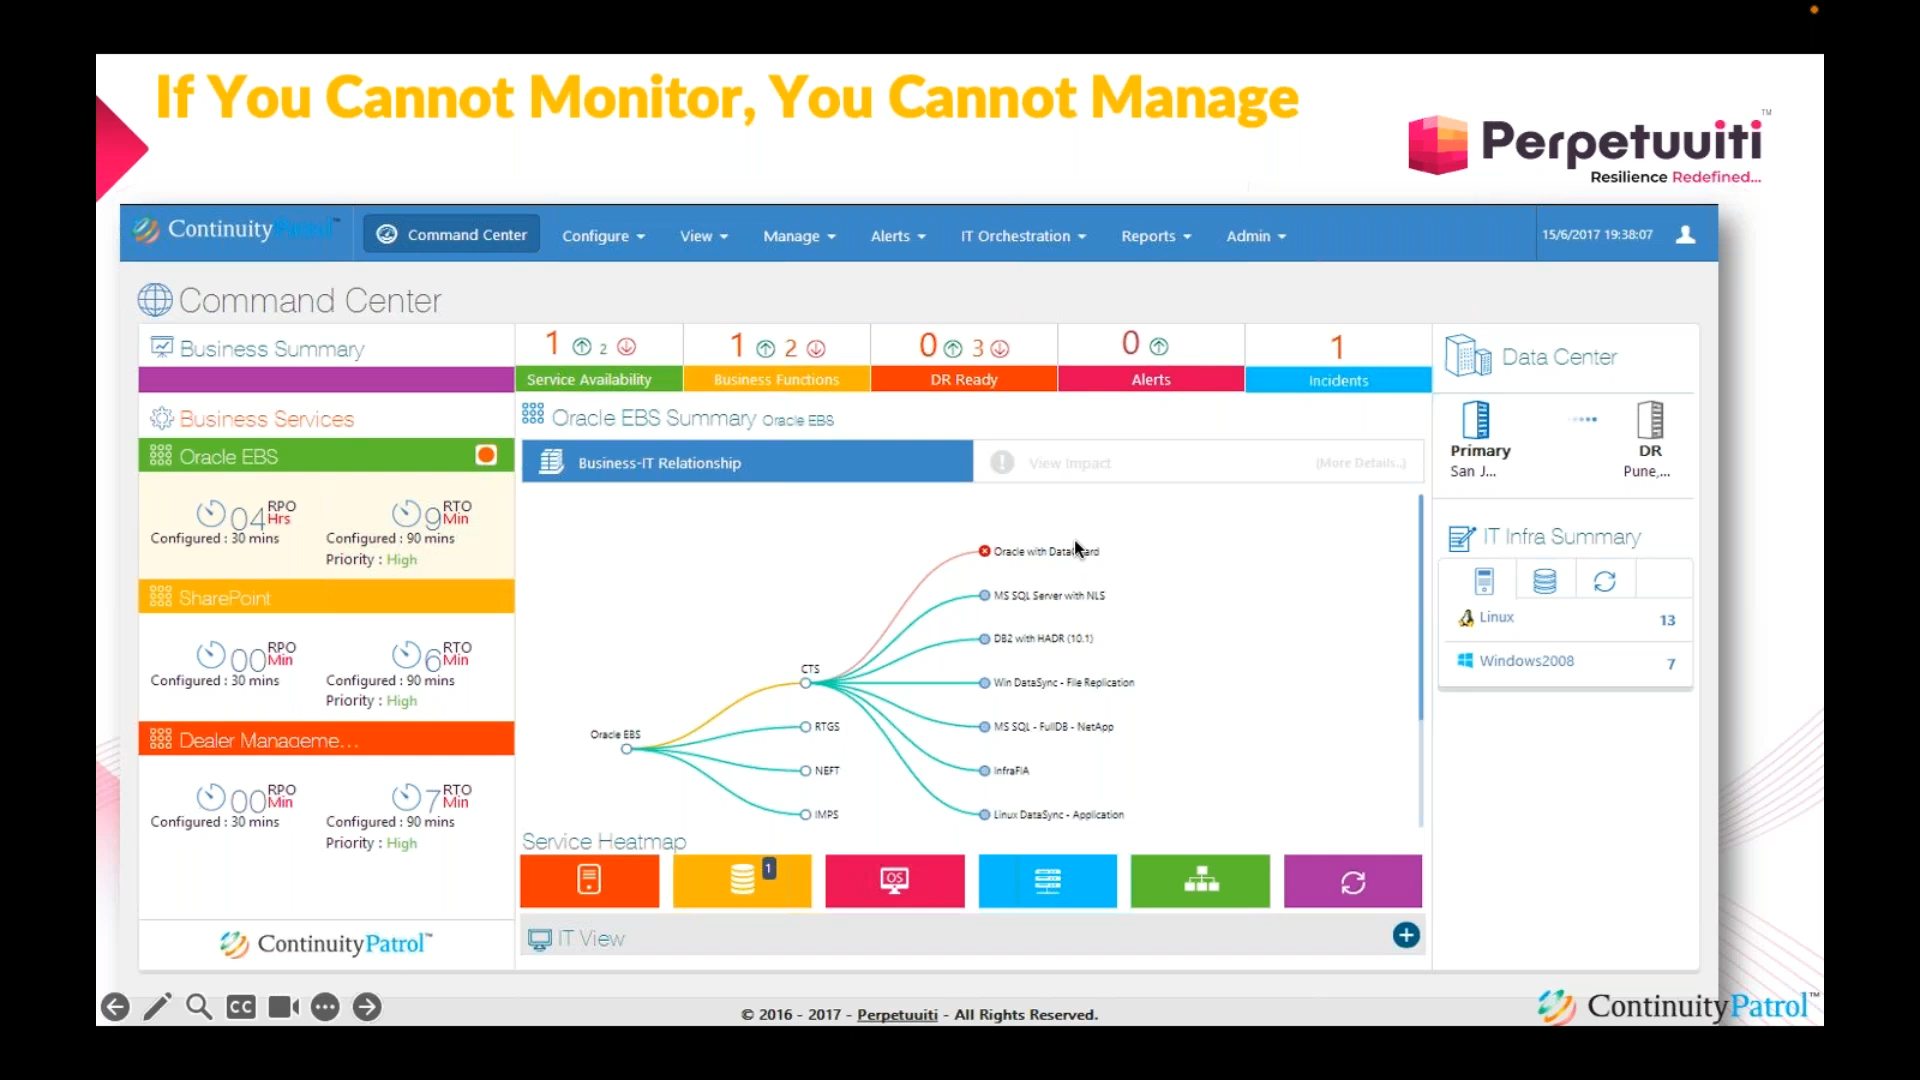 If You Cannot Monitor, You Cannot Manage
Perpetuuiti™
Resilience Redefined...
Continuity Patrol™
Command Center
Configure
View
Manage
Alerts
IT Orchestration
Reports
Admin
15/6/2017 19:38:07
Command Center
Business Summary
1 2
Service Availability
1 2
Business Functions
0 3
DR Ready
0
Alerts
1
Incidents
Data Center
Primary
San J...
DR
Pune,...
Business Services
Oracle EBS
04 RPO Hrs
Configured : 30 mins
9 RTO Min
Configured : 90 mins
Priority : High
SharePoint
00 RPO Min
Configured : 30 mins
6 RTO Min
Configured : 90 mins
Priority : High
Dealer Manageme...
00 RPO Min
Configured : 30 mins
7 RTO Min
Configured : 90 mins
Priority : High
ContinuityPatrol™
Oracle EBS Summary Oracle EBS
Business-IT Relationship
View Impact
(More Details..)
Oracle EBS
CTS
RTGS
NEFT
IMPS
Oracle with
MS SQL Server with NLS
DB2 with HADR (10.1)
Win DataSync - File Replication
MS SQL - FullDB - NetApp
InfraFIA
Linux DataSync - Application
Service Heatmap
1
OS
IT View
IT Infra Summary
Linux 13
Windows2008 7
CC
© 2016 - 2017 - Perpetuuiti - All Rights Reserved.
ContinuityPatrol™